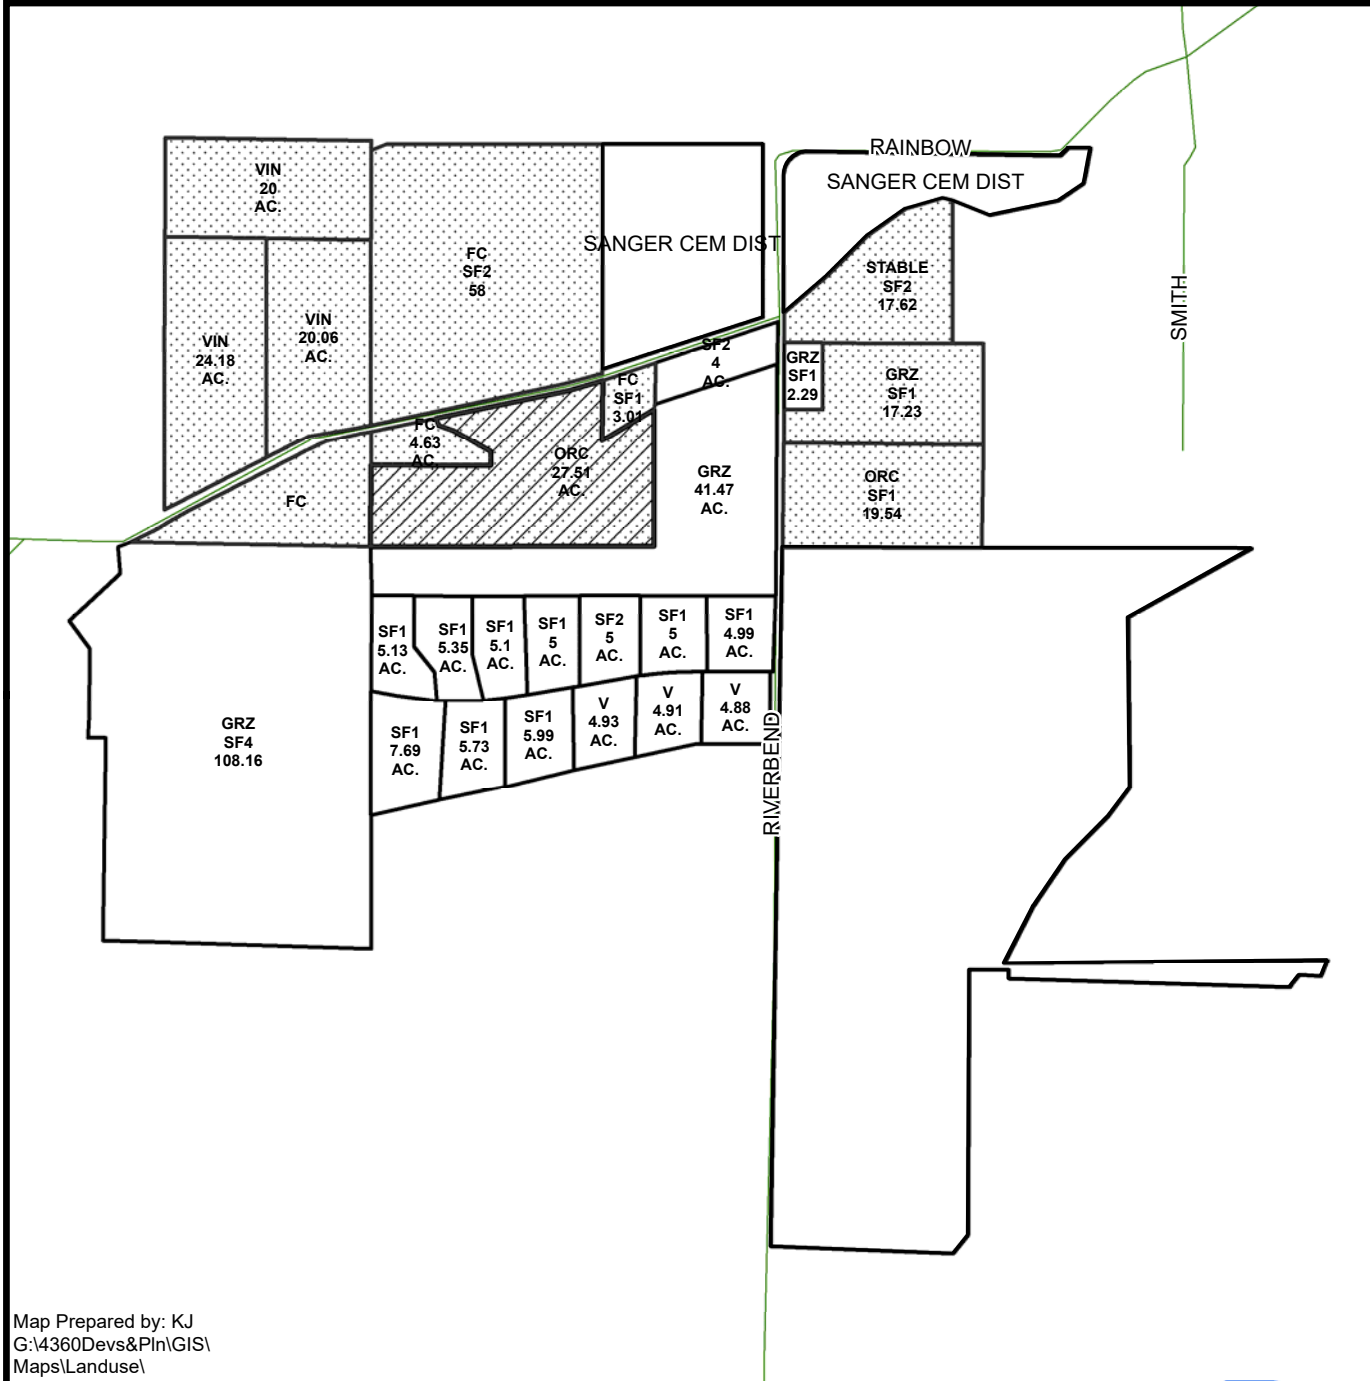 RAINBOW
SANGER CEM DIST
VIN
20
AC.
SANGER CEM DIST
FC
SF2
58
STABLE
SF2
17.62
SMITH
VIN
20.06
AC.
VIN
24.18
AC.
SF2
4
AC.
GRZ
SF1
2.29
GRZ
SF1
17.23
FC
SF1
3.01
FC
4.63
AC.
ORC
27.51
AC.
GRZ
41.47
AC.
ORC
SF1
19.54
FC
SF1
5.13
AC.
SF1
5.35
AC.
SF1
5.1
AC.
SF1
5
AC.
SF2
5
AC.
SF1
5
AC.
SF1
4.99
AC.
GRZ
SF4
108.16
SF1
7.69
AC.
SF1
5.73
AC.
SF1
5.99
AC.
V
4.93
AC.
V
4.91
AC.
V
4.88
AC.
RIVERBEND
Map Prepared by: KJ
G:\4360Devs&Pln\GIS\
Maps\Landuse\